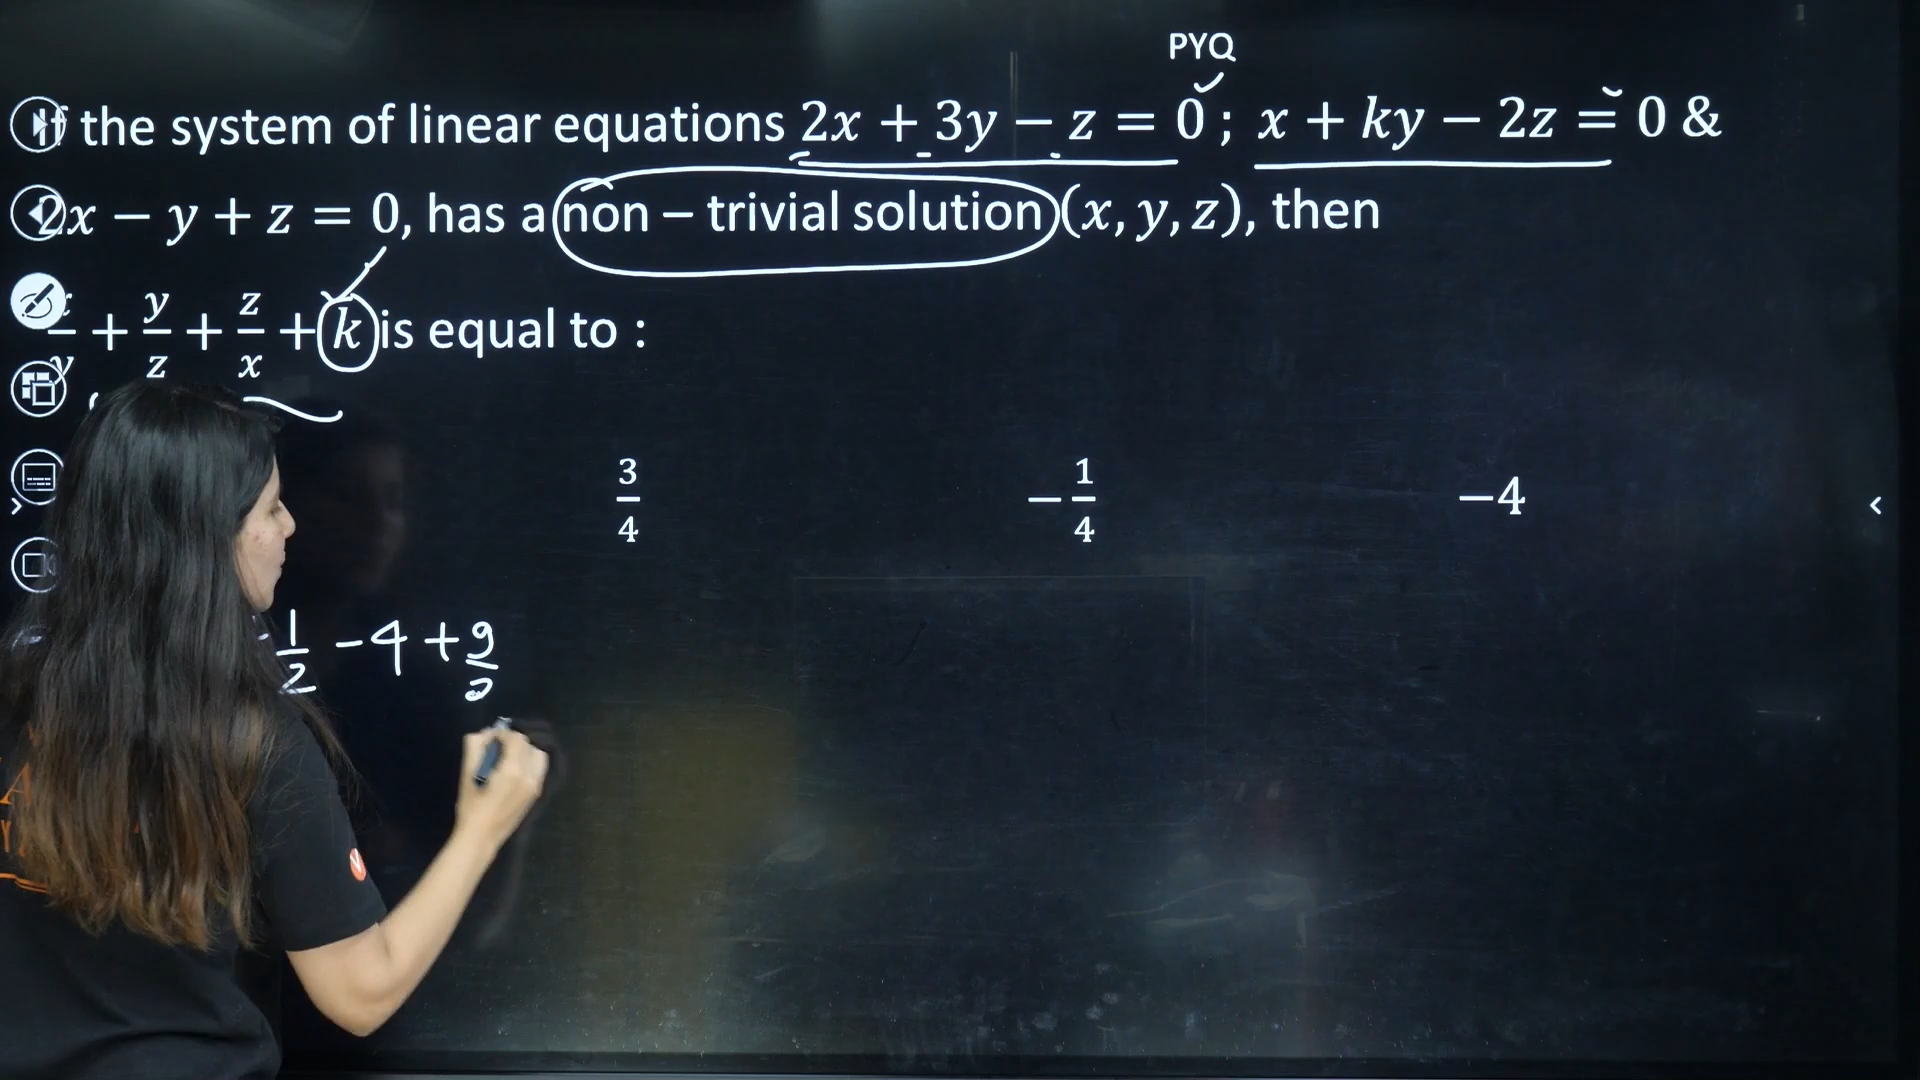 PYQ
If the system of linear equations 2x + 3y − z = 0 ; x + ky − 2z = 0 &
2x − y + z = 0, has a non – trivial solution (x, y, z), then
x/y + y/z + z/x + k is equal to :
3/4 −1/4 −4
1/2 - 4 + 9/2